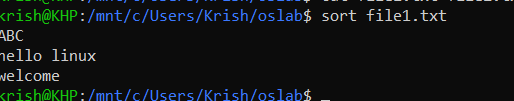 krish@KHP:/mnt/c/Users/Krish/oslab$ sort file1.txt
ABC
hello linux
welcome
krish@KHP:/mnt/c/Users/Krish/oslab$ _